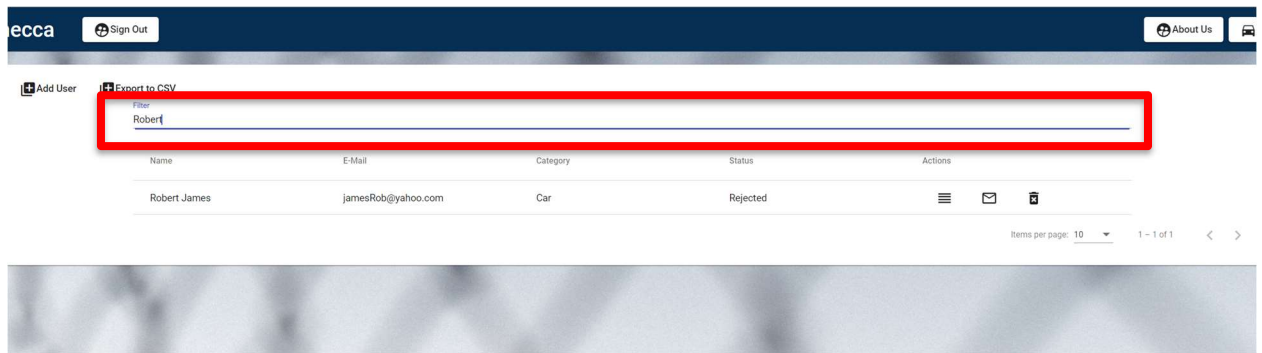 ecca Sign Out About Us
Add User Export to CSV
Filter
Robert
Name E-Mail Category Status Actions
Robert James jamesRob@yahoo.com Car Rejected
Items per page: 10 1 – 1 of 1